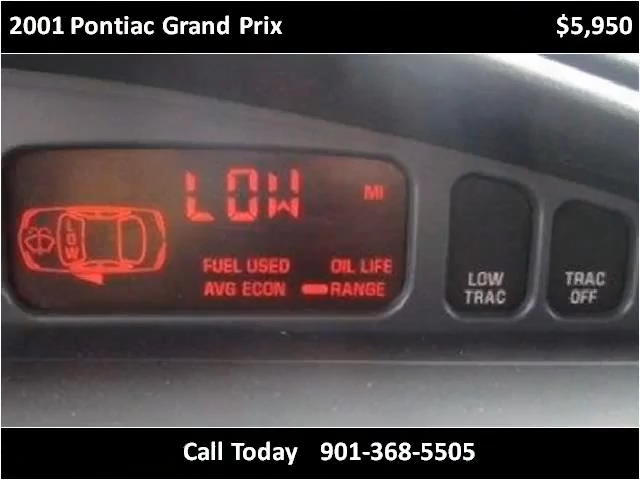 2001 Pontiac Grand Prix $5,950
LOW MI
LOW
FUEL USED OIL LIFE
AVG ECON RANGE
LOW TRAC
TRAC OFF
Call Today 901-368-5505